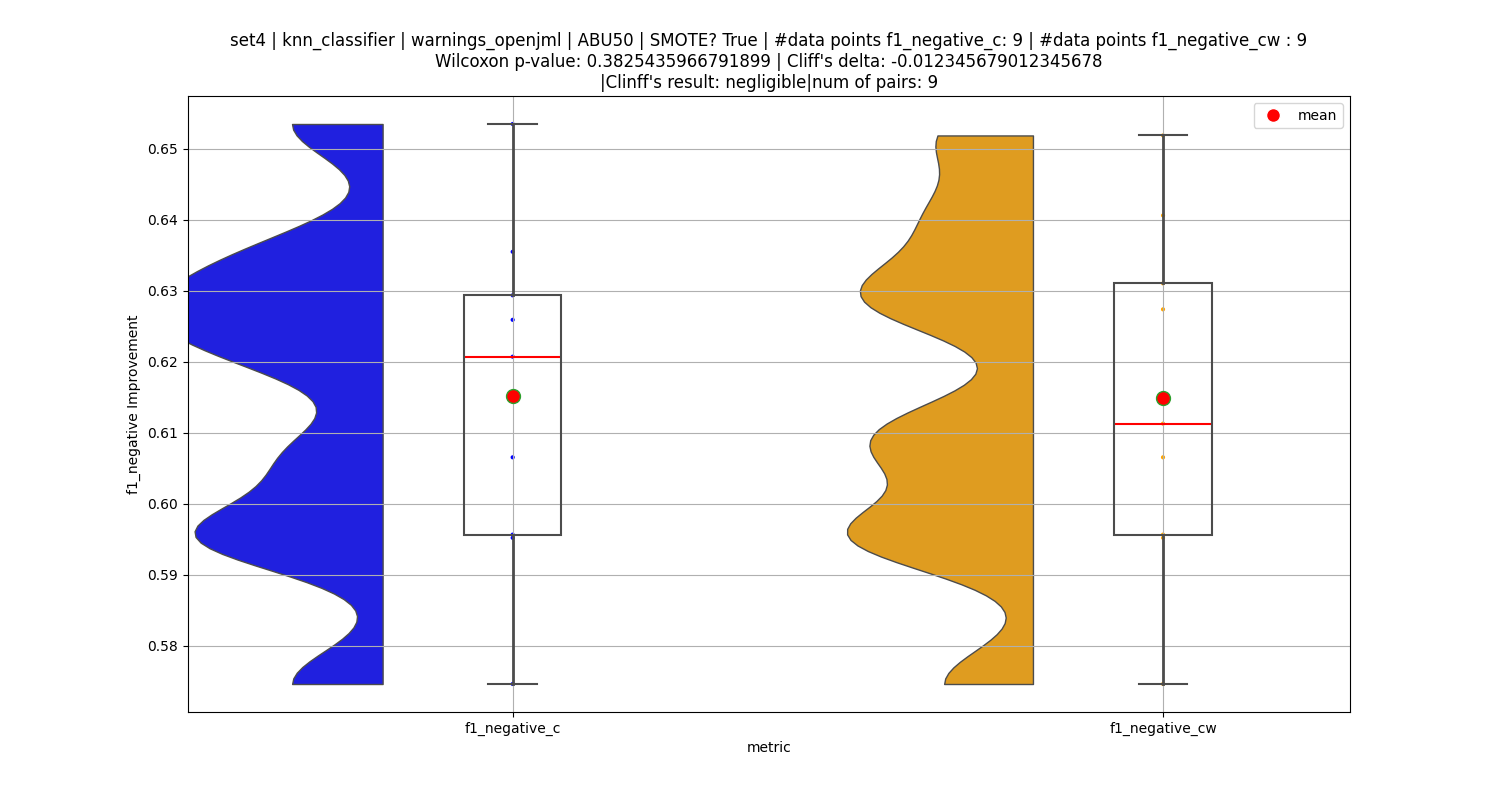 set4 | knn_classifier | warnings_openjml | ABU50 | SMOTE? True | #data points f1_negative_c: 9 | #data points f1_negative_cw : 9
Wilcoxon p-value: 0.3825435966791899 | Cliff's delta: -0.012345679012345678
|Clinff's result: negligible|num of pairs: 9
mean
0.65
0.64
0.63
0.62
0.61
0.60
0.59
0.58
f1_negative Improvement
f1_negative_c
f1_negative_cw
metric